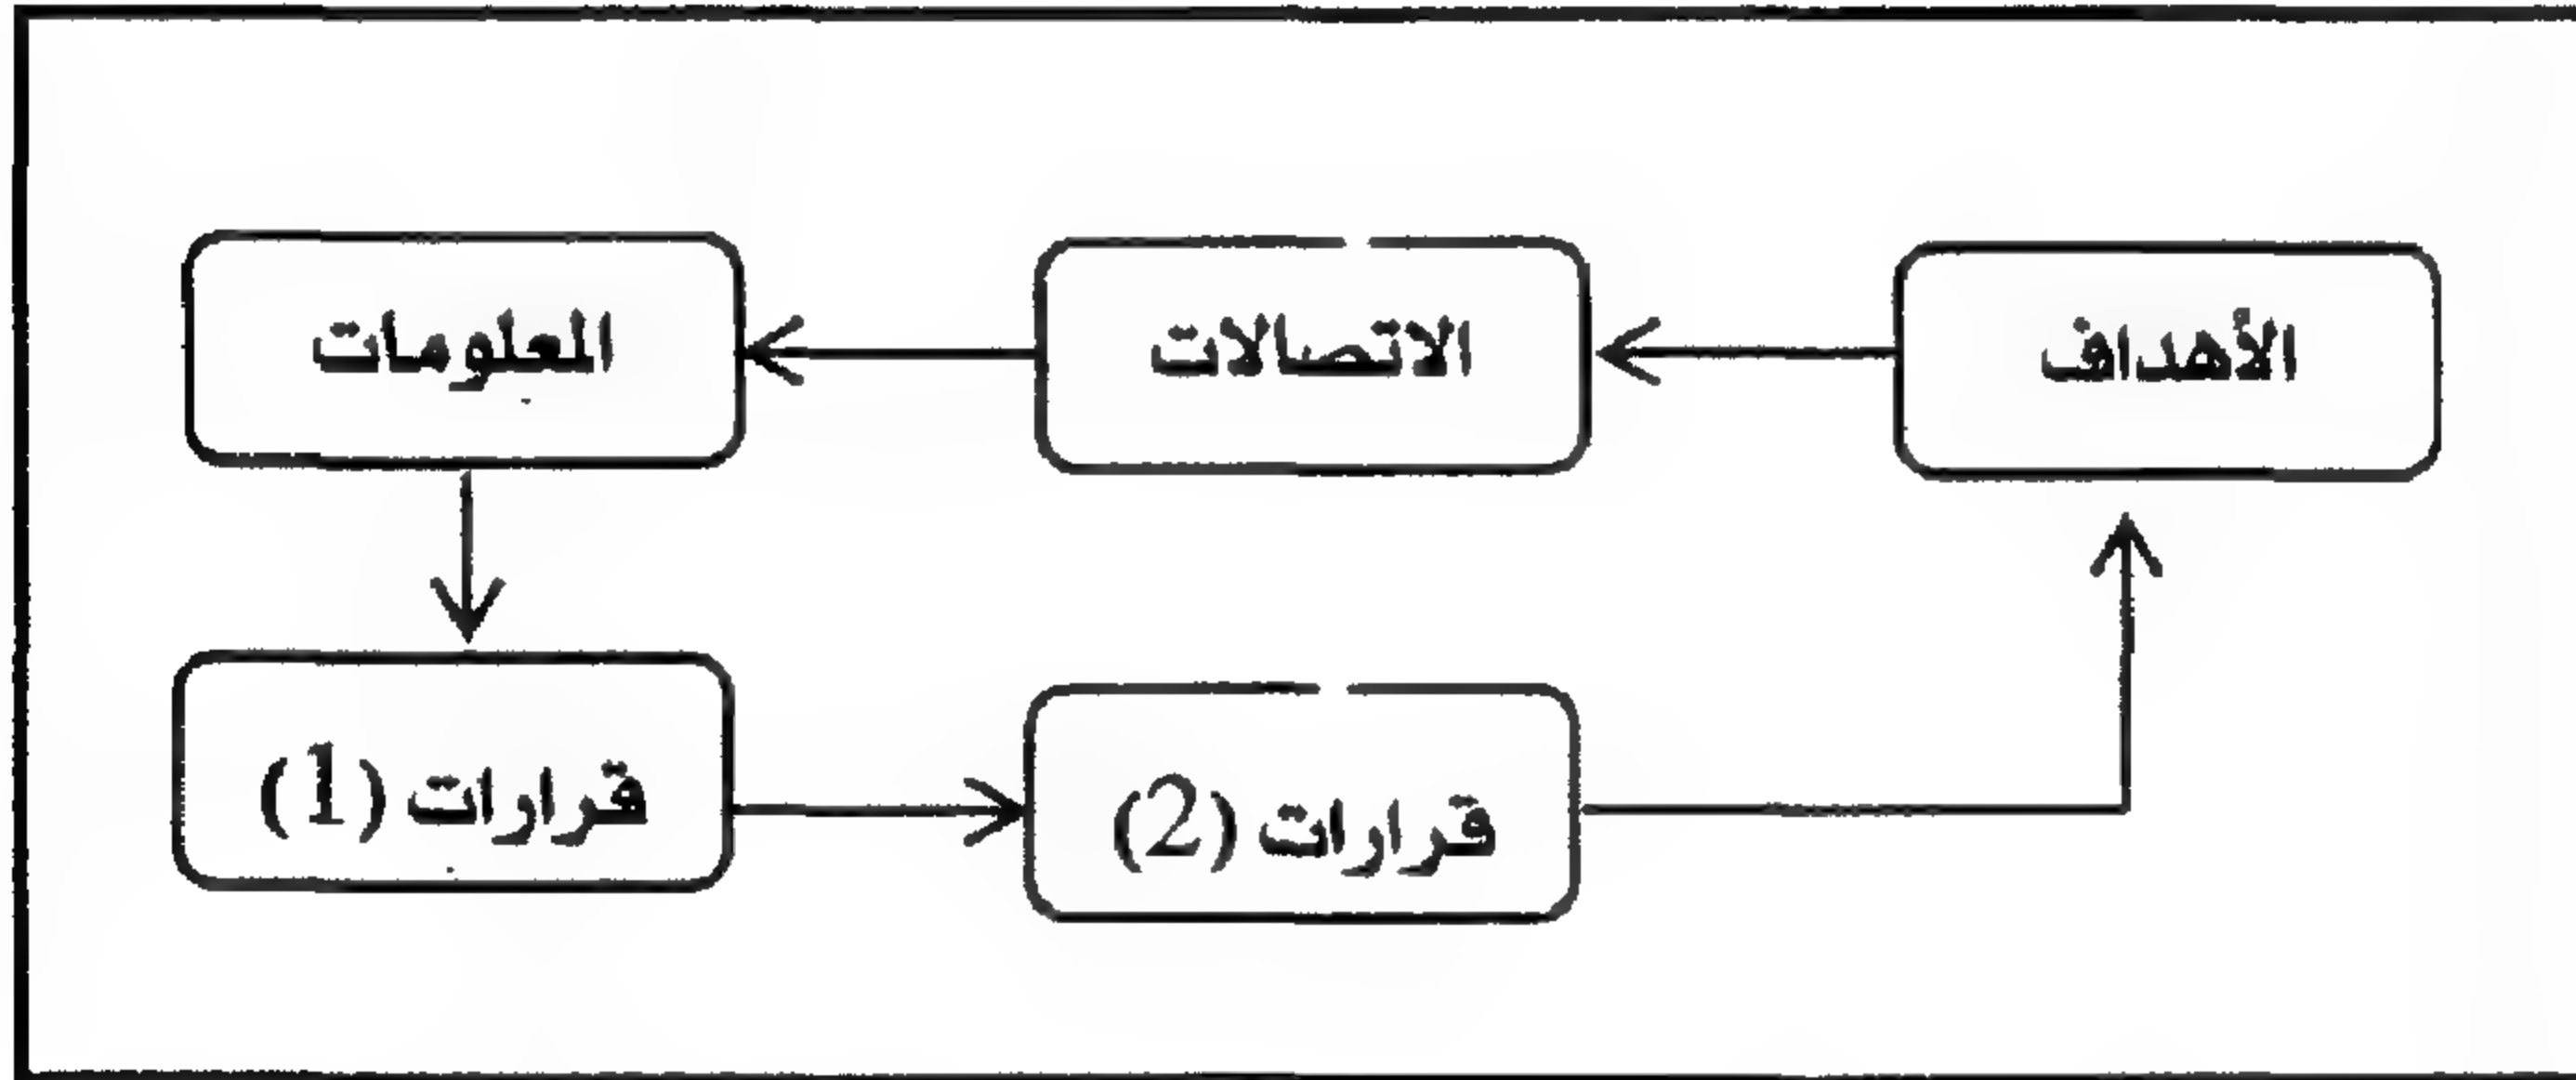 الأهداف
الاتصالات
المعلومات
قرارات (1)
قرارات (2)